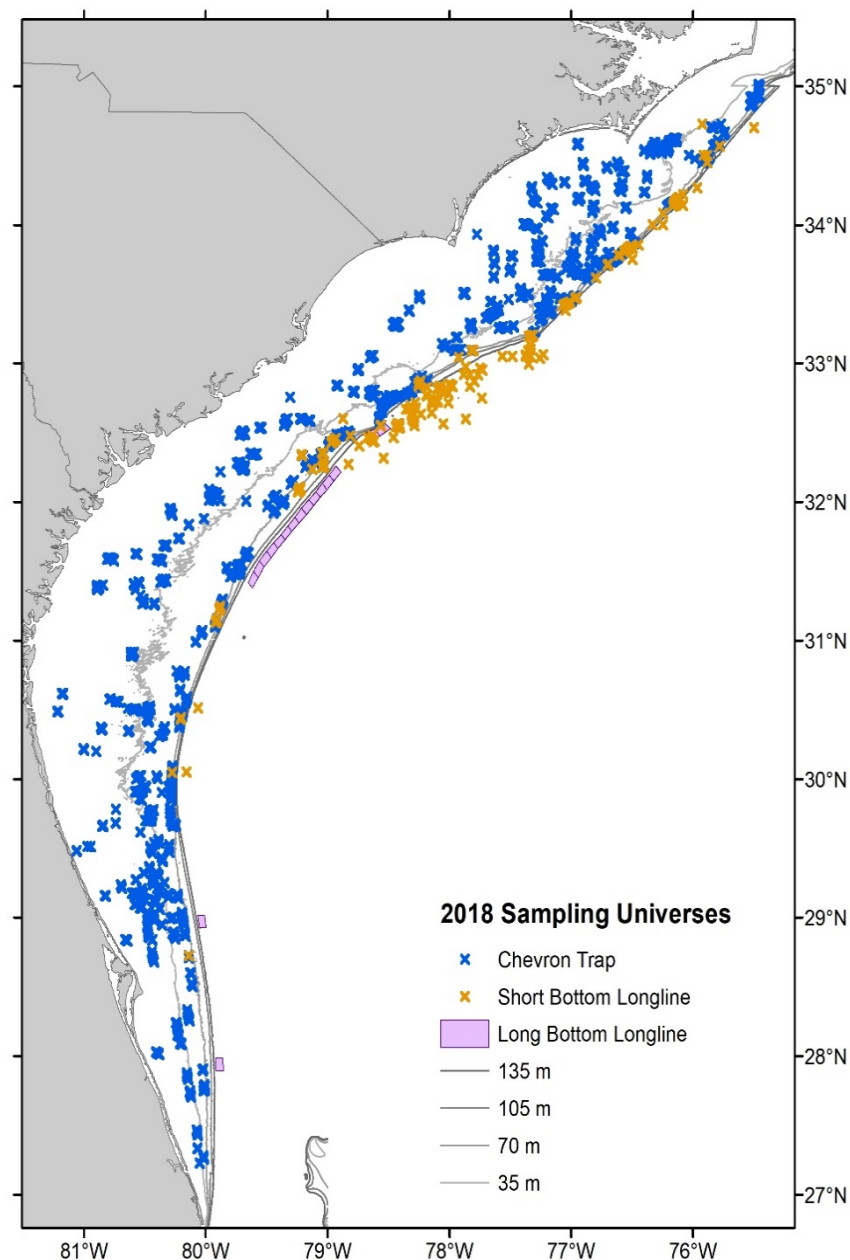 35°N
34°N
33°N
32°N
31°N
30°N
29°N
2018 Sampling Universes
Chevron Trap
Short Bottom Longline
Long Bottom Longline
28°N
135 m
105 m
70 m
35 m
27°N
81°W 80°W 79°W 78°W 77°W 76°W